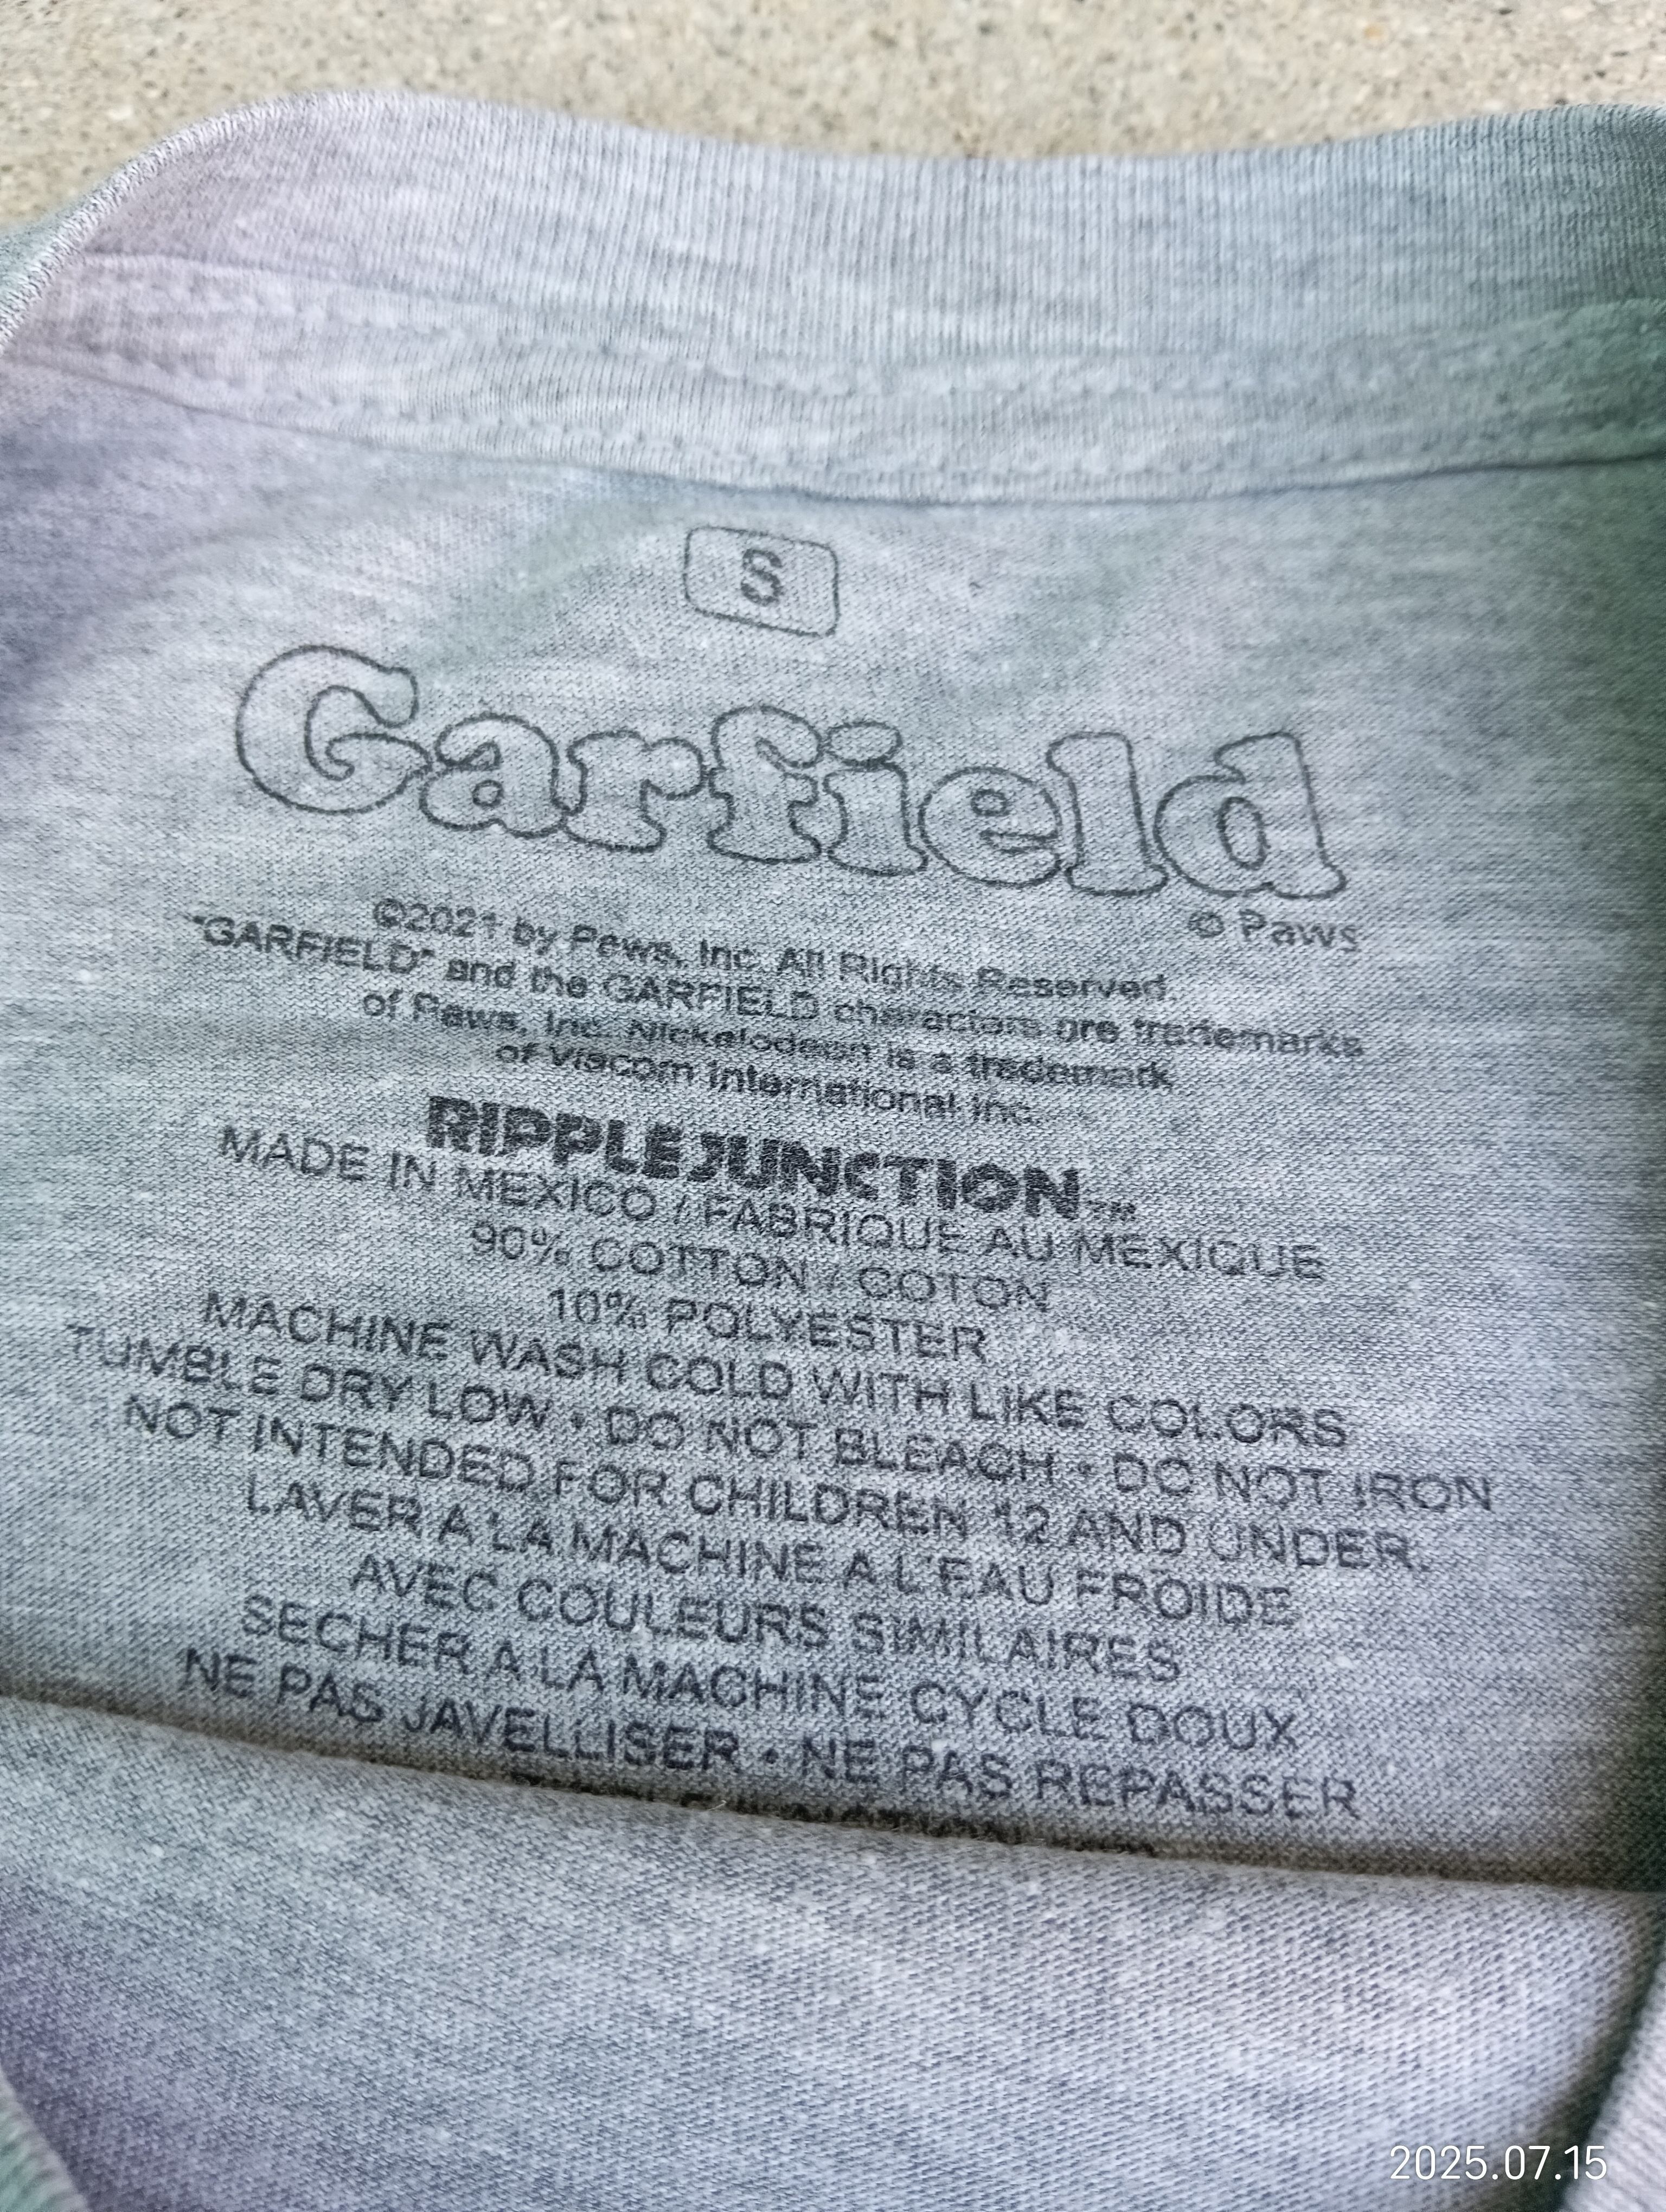 S
Garfield
© Paws
©2021 by Paws, Inc. All Rights Reserved.
"GARFIELD" and the GARFIELD characters are trademarks
of Paws, Inc. Nickelodeon is a trademark
of Viacom International Inc.
RIPPLE JUNCTION TM
MADE IN MEXICO / FABRIQUE AU MEXIQUE
90% COTTON / COTON
10% POLYESTER
MACHINE WASH COLD WITH LIKE COLORS
TUMBLE DRY LOW • DO NOT BLEACH • DO NOT IRON
NOT INTENDED FOR CHILDREN 12 AND UNDER.
LAVER A LA MACHINE A L'EAU FROIDE
AVEC COULEURS SIMILAIRES
SECHER A LA MACHINE CYCLE DOUX
NE PAS JAVELLISER • NE PAS REPASSER
2025.07.15